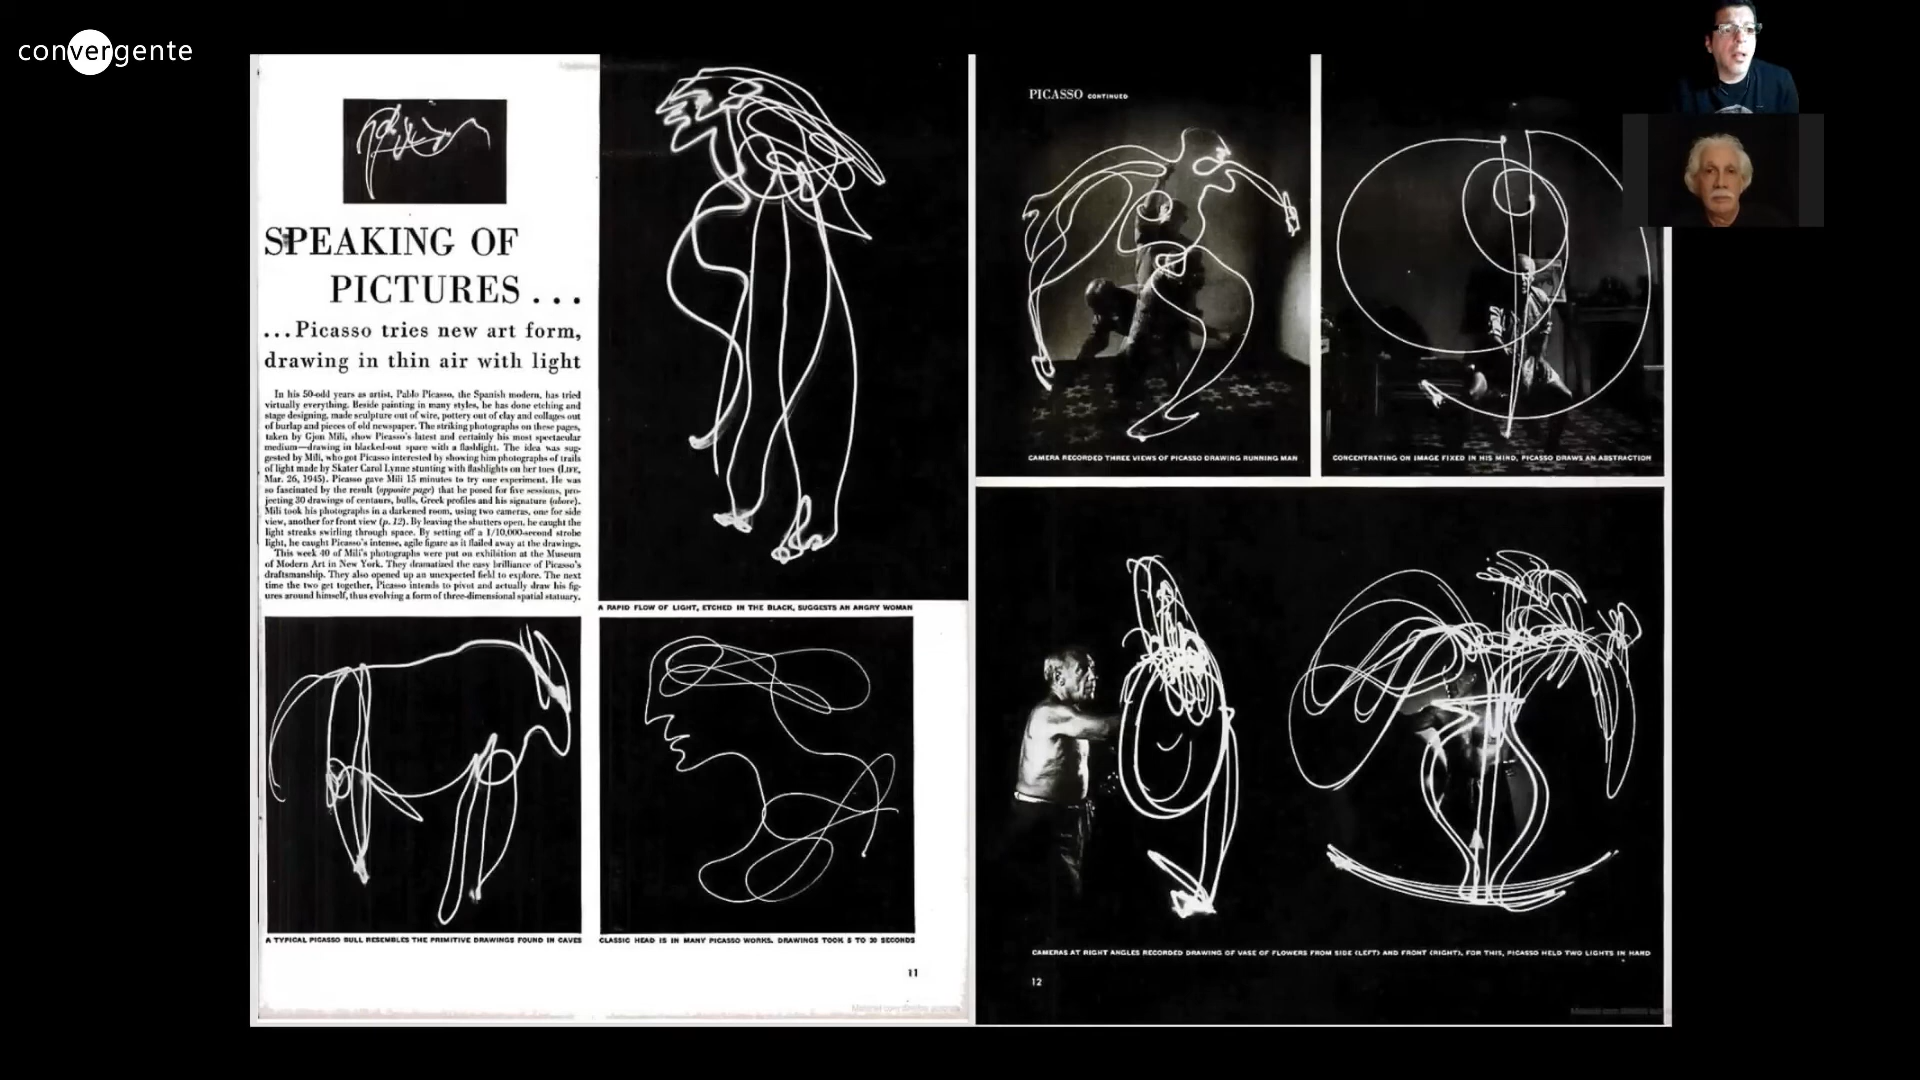 convergente
SPEAKING OF
PICTURES . . .
. . . Picasso tries new art form,
drawing in thin air with light
In his 50-odd years as artist, Pablo Picasso, the Spanish modern, has tried
virtually everything. Beside painting in many styles, he has done etching and
stage designing, made sculpture out of wire, pottery out of clay and collages out
of burlap and pieces of old newspaper. The striking photographs on these pages,
taken by Gjon Mili, show Picasso's latest and certainly his most spectacular
medium—drawing in blacked-out space with a flashlight. The idea was sug-
gested by Mili, who got Picasso interested by showing him photographs of trails
of light made by Skater Carol Lynne stunting with flashlights on her toes (LIFE,
Mar. 26, 1945). Picasso gave Mili 15 minutes to try one experiment. He was
so fascinated by the result (opposite page) that he posed for five sessions, pro-
jecting 30 drawings of centaurs, bulls, Greek profiles and his signature (above).
Mili took his photographs in a darkened room, using two cameras, one for side
view, another for front view (p. 12). By leaving the shutters open, he caught the
light streaks swirling through space. By setting off a 1/10,000-second strobe
light, he caught Picasso's intense, agile figure as it flailed away at the drawings.
This week 40 of Mili's photographs were put on exhibition at the Museum
of Modern Art in New York. They dramatized the easy brilliance of Picasso's
draftsmanship. They also opened up an unexpected field to explore. The next
time the two get together, Picasso intends to pivot and actually draw his fig-
ures around himself, thus evolving a form of three-dimensional spatial statuary.
A RAPID FLOW OF LIGHT, ETCHED IN THE BLACK, SUGGESTS AN ANGRY WOMAN
A TYPICAL PICASSO BULL RESEMBLES THE PRIMITIVE DRAWINGS FOUND IN CAVES
CLASSIC HEAD IS IN MANY PICASSO WORKS. DRAWINGS TOOK 5 TO 30 SECONDS
11
PICASSO CONTINUED
CAMERA RECORDED THREE VIEWS OF PICASSO DRAWING RUNNING MAN
CONCENTRATING ON IMAGE FIXED IN HIS MIND, PICASSO DRAWS AN ABSTRACTION
CAMERAS AT RIGHT ANGLES RECORDED DRAWING OF VASE OF FLOWERS FROM SIDE (LEFT) AND FRONT (RIGHT). FOR THIS, PICASSO HELD TWO LIGHTS IN HAND
12